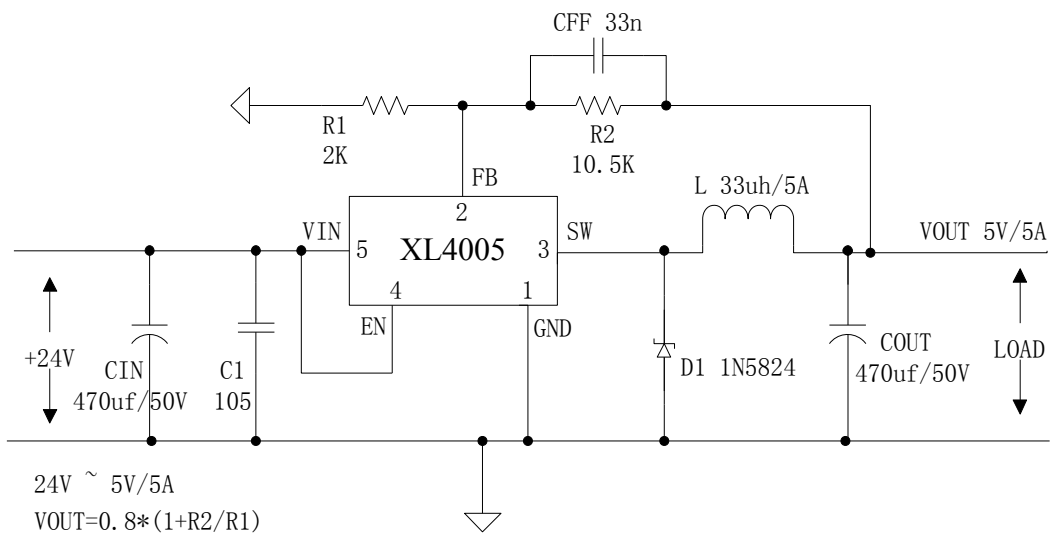 CFF 33n
R1
2K
R2
10.5K
FB
L 33uh/5A
2
VIN
5
XL4005
3
SW
VOUT 5V/5A
4
1
EN
GND
+24V
CIN
470uf/50V
C1
105
D1 1N5824
COUT
470uf/50V
LOAD
24V ~ 5V/5A
VOUT=0.8*(1+R2/R1)